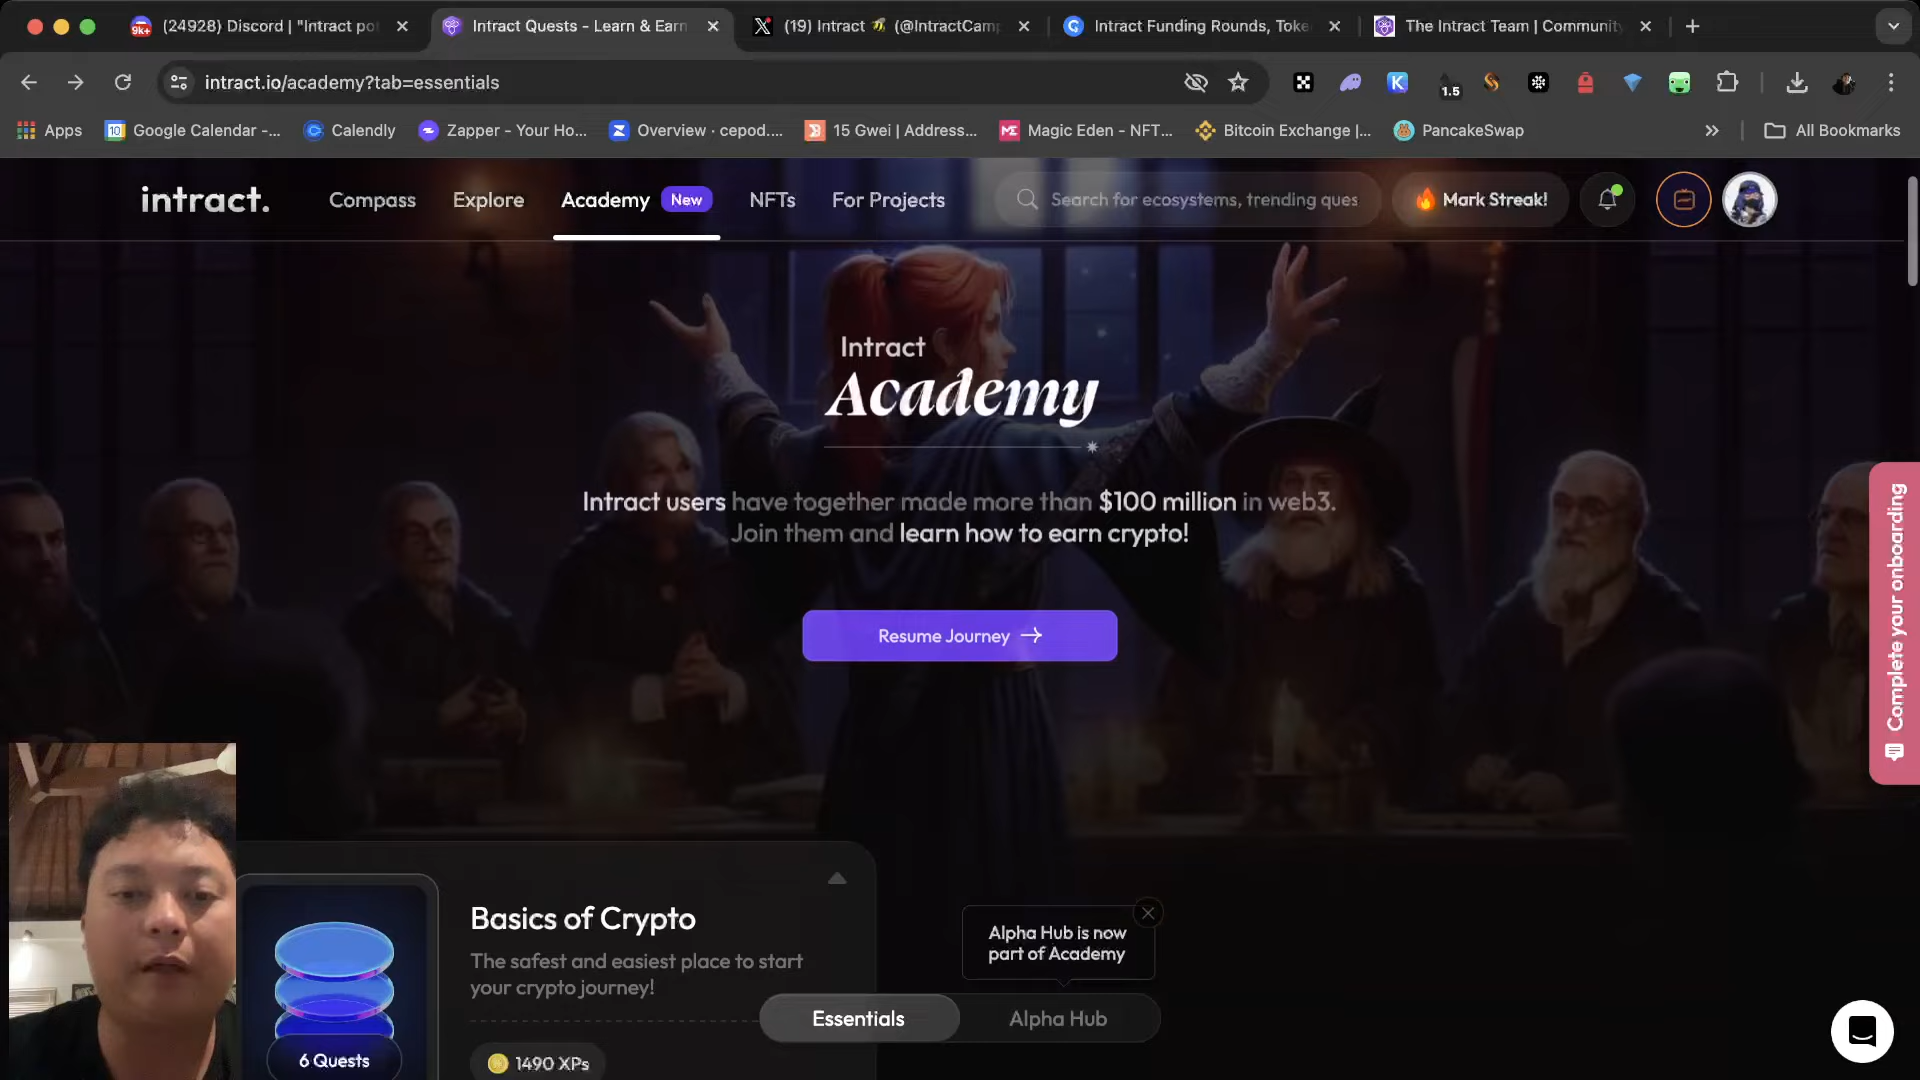 (24928) Discord | "Intract po
Intract Quests - Learn & Earn
(19) Intract 🐝 (@IntractCamp
Intract Funding Rounds, Toke
The Intract Team | Community
intract.io/academy?tab=essentials
1.5
Apps
Google Calendar -...
Calendly
Zapper - Your Ho...
Overview · cepod....
15 Gwei | Address...
Magic Eden - NFT...
Bitcoin Exchange |...
PancakeSwap
All Bookmarks
intract.
Compass
Explore
Academy
New
NFTs
For Projects
Search for ecosystems, trending ques
🔥 Mark Streak!
Intract
Academy
Intract users have together made more than $100 million in web3.
Join them and learn how to earn crypto!
Resume Journey →
Complete your onboarding
Basics of Crypto
The safest and easiest place to start
your crypto journey!
6 Quests
1490 XPs
Alpha Hub is now
part of Academy
Essentials
Alpha Hub